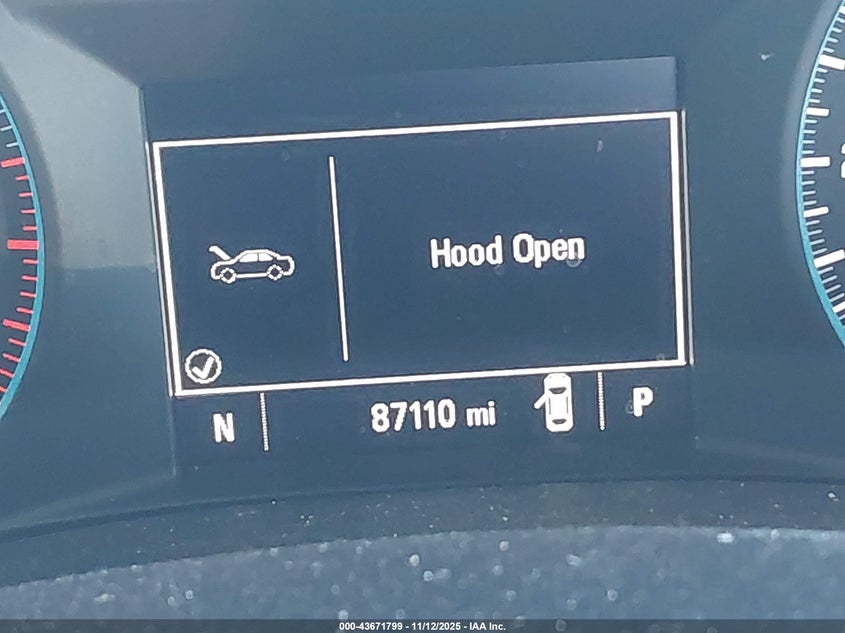 Hood Open
N
87110 mi
P
000-43671799 - 11/12/2025 - IAA Inc.